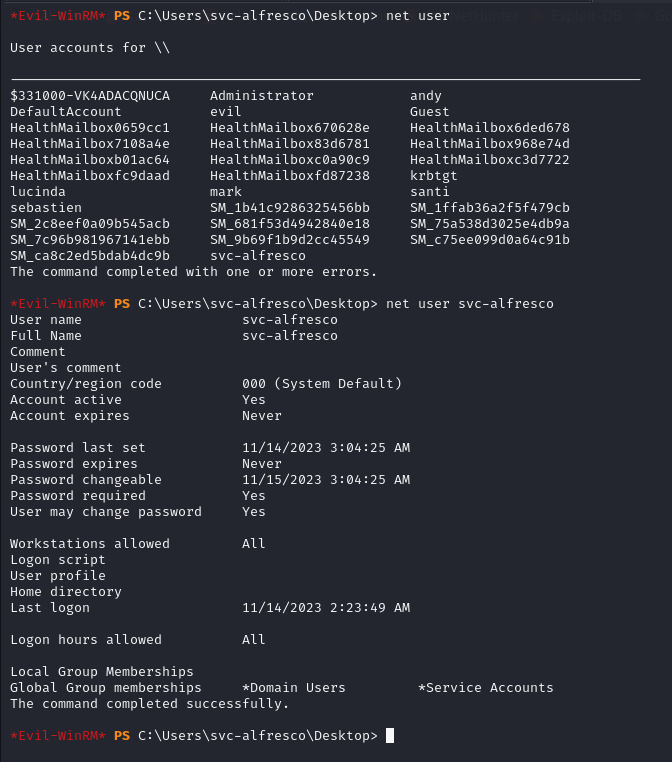 *Evil-WinRM* PS C:\Users\svc-alfresco\Desktop> net user
User accounts for \\
-------------------------------------------------------------------------------
$331000-VK4ADACQNUCA     Administrator            andy
DefaultAccount           evil                     Guest
HealthMailbox0659cc1     HealthMailbox670628e     HealthMailbox6ded678
HealthMailbox7108a4e     HealthMailbox83d6781     HealthMailbox968e74d
HealthMailboxb01ac64     HealthMailboxc0a90c9     HealthMailboxc3d7722
HealthMailboxfc9daad     HealthMailboxfd87238     krbtgt
lucinda                  mark                     santi
sebastien                SM_1b41c9286325456bb     SM_1ffab36a2f5f479cb
SM_2c8eef0a09b545acb     SM_681f53d4942840e18     SM_75a538d3025e4db9a
SM_7c96b981967141ebb     SM_9b69f1b9d2cc45549     SM_c75ee099d0a64c91b
SM_ca8c2ed5bdab4dc9b     svc-alfresco
The command completed with one or more errors.
*Evil-WinRM* PS C:\Users\svc-alfresco\Desktop> net user svc-alfresco
User name                    svc-alfresco
Full Name                    svc-alfresco
Comment
User's comment
Country/region code          000 (System Default)
Account active               Yes
Account expires              Never
Password last set            11/14/2023 3:04:25 AM
Password expires             Never
Password changeable          11/15/2023 3:04:25 AM
Password required            Yes
User may change password     Yes
Workstations allowed         All
Logon script
User profile
Home directory
Last logon                   11/14/2023 2:23:49 AM
Logon hours allowed          All
Local Group Memberships
Global Group memberships     *Domain Users         *Service Accounts
The command completed successfully.
*Evil-WinRM* PS C:\Users\svc-alfresco\Desktop>